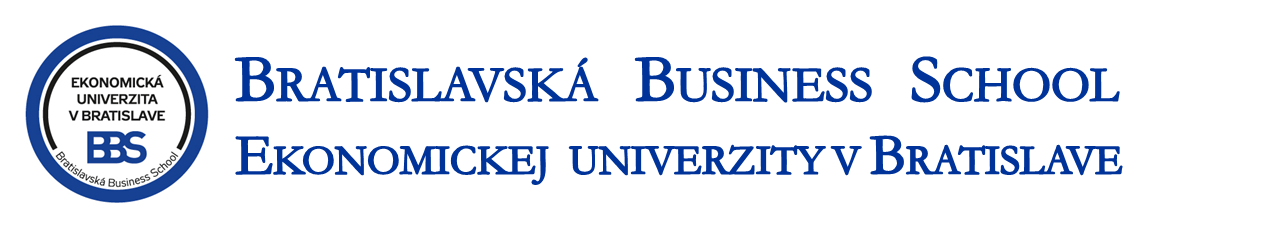 EKONOMICKÁ
UNIVERZITA
V BRATISLAVE
BBS
Bratislavská Business School
BRATISLAVSKÁ BUSINESS SCHOOL
EKONOMICKEJ UNIVERZITY V BRATISLAVE